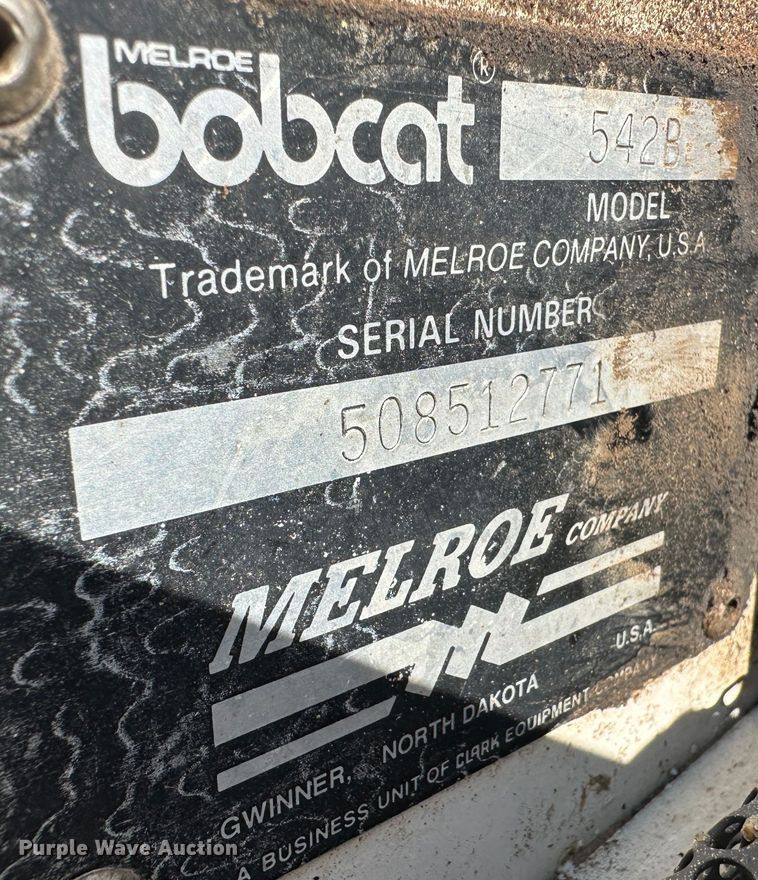 MELROE
bobcat®
542B
MODEL
Trademark of MELROE COMPANY, U.S.A
SERIAL NUMBER
508512771
MELROE COMPANY
U.S.A.
GWINNER, NORTH DAKOTA
A BUSINESS UNIT OF CLARK EQUIPMENT COMPANY
Purple Wave Auction